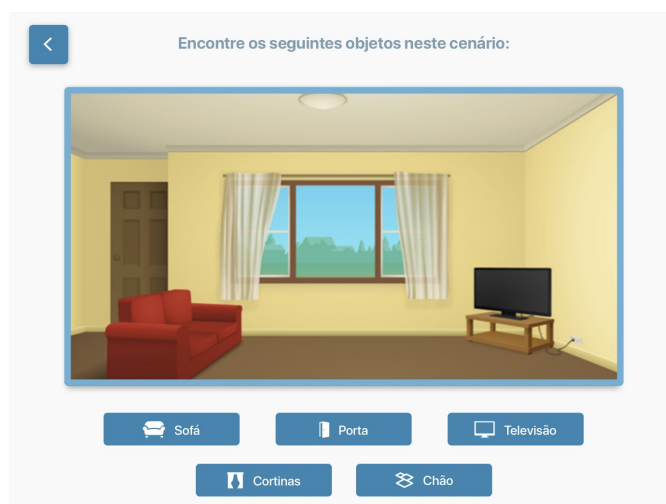 Encontre os seguintes objetos neste cenário:
Sofá
Porta
Televisão
Cortinas
Chão